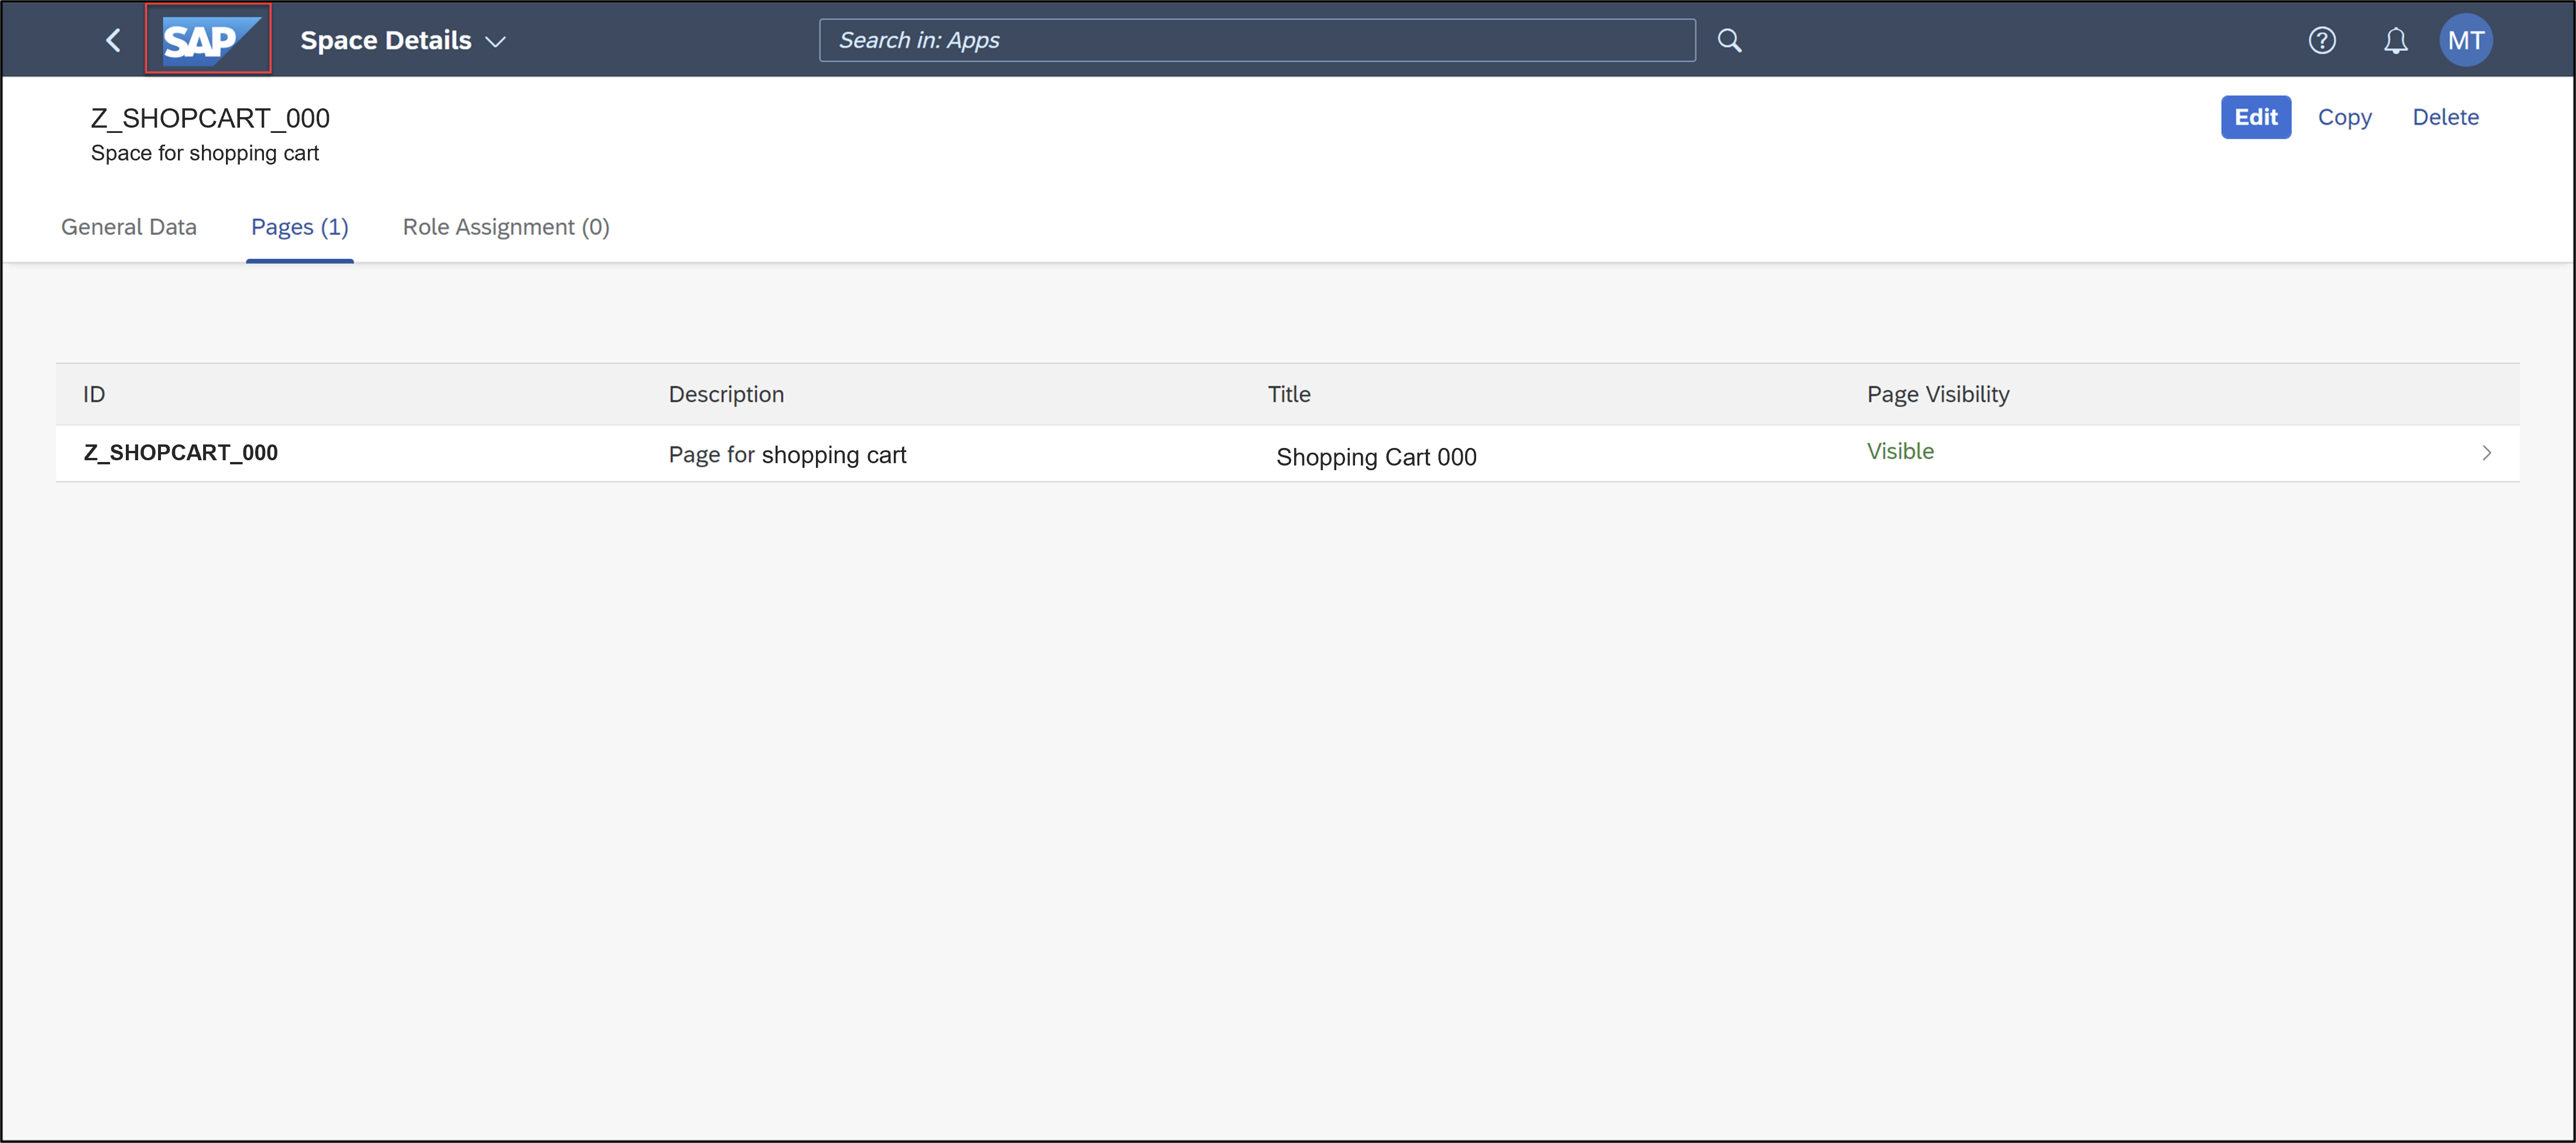 SAP Space Details Search in: Apps ? MT
Z_SHOPCART_000 Edit Copy Delete
Space for shopping cart
General Data Pages (1) Role Assignment (0)
ID Description Title Page Visibility
Z_SHOPCART_000 Page for shopping cart Shopping Cart 000 Visible